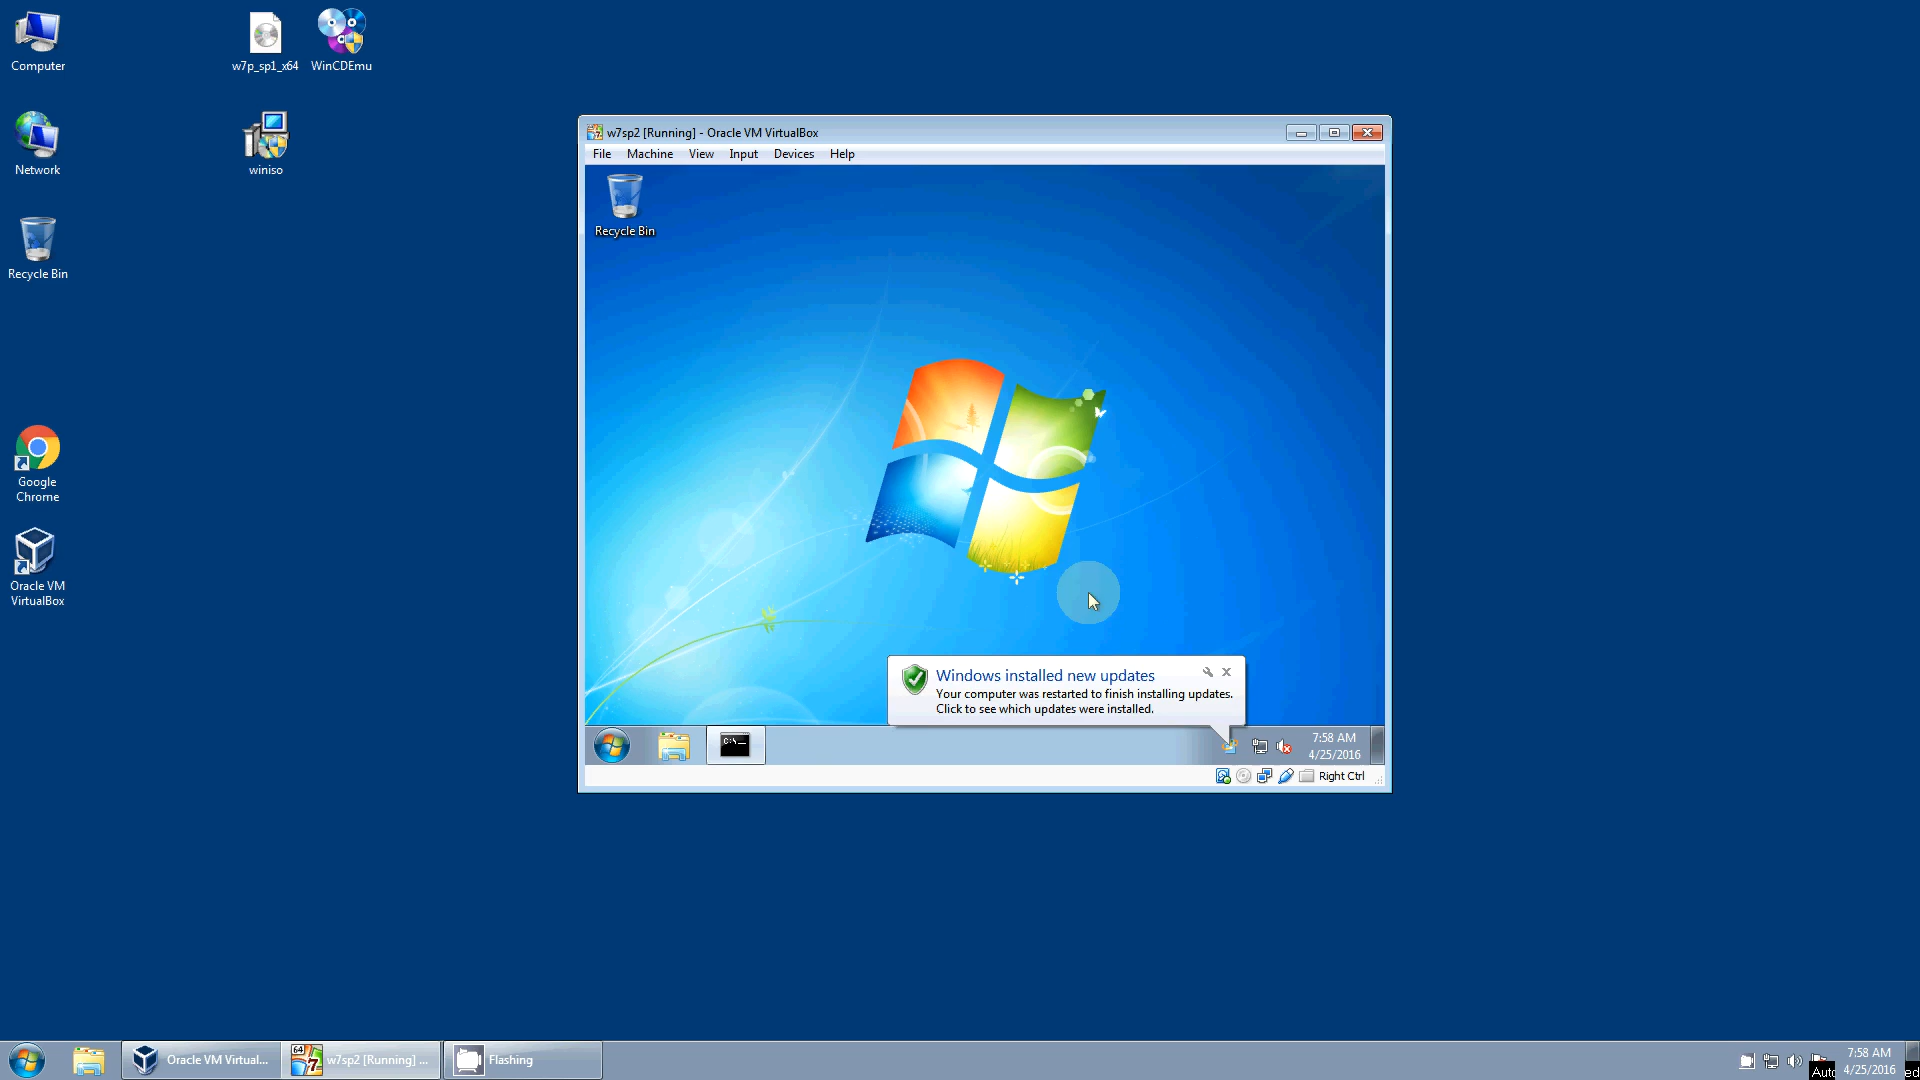 Computer
w7p_sp1_x64
WinCDEmu
Network
winiso
Recycle Bin
Google
Chrome
Oracle VM
VirtualBox
w7sp2 [Running] - Oracle VM VirtualBox
File Machine View Input Devices Help
Recycle Bin
Windows installed new updates
Your computer was restarted to finish installing updates.
Click to see which updates were installed.
C:\_
7:58 AM
4/25/2016
Right Ctrl
Oracle VM Virtual...
64
7
w7sp2 [Running] ...
Flashing
7:58 AM
4/25/2016